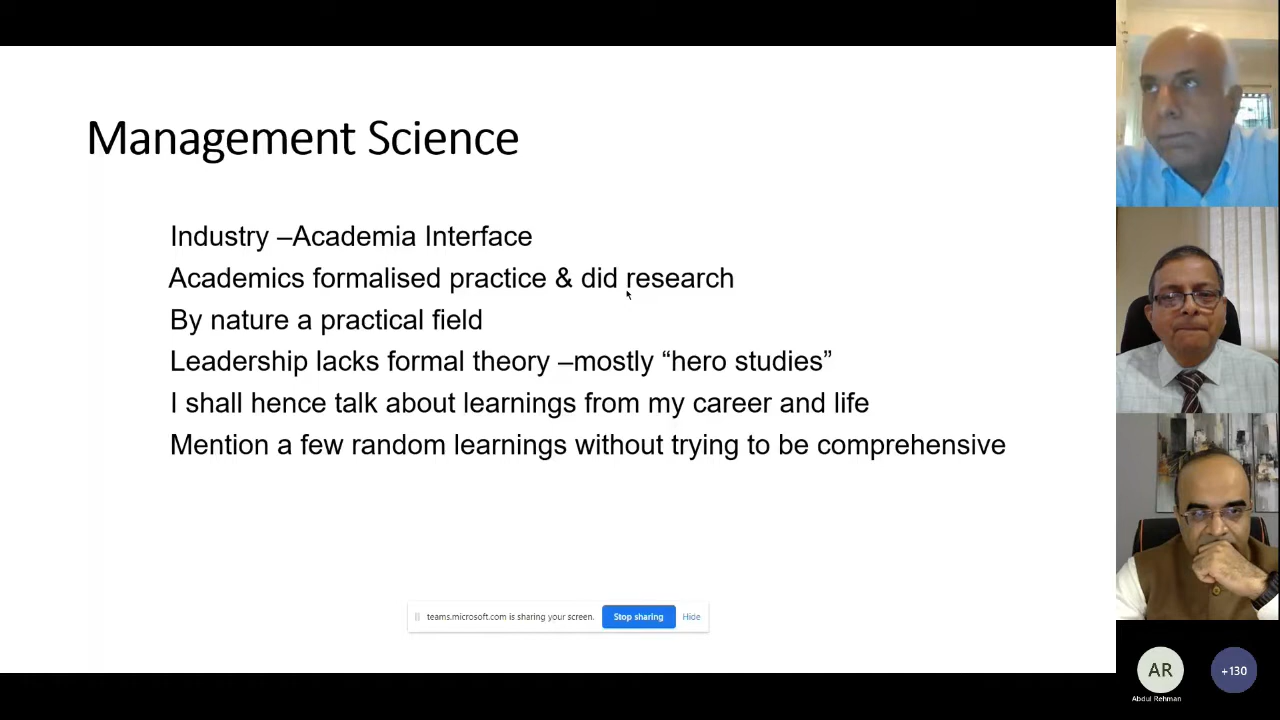 Management Science
Industry –Academia Interface
Academics formalised practice & did research
By nature a practical field
Leadership lacks formal theory –mostly “hero studies”
I shall hence talk about learnings from my career and life
Mention a few random learnings without trying to be comprehensive
teams.microsoft.com is sharing your screen. Stop sharing Hide
AR +130
Abdul Rehman